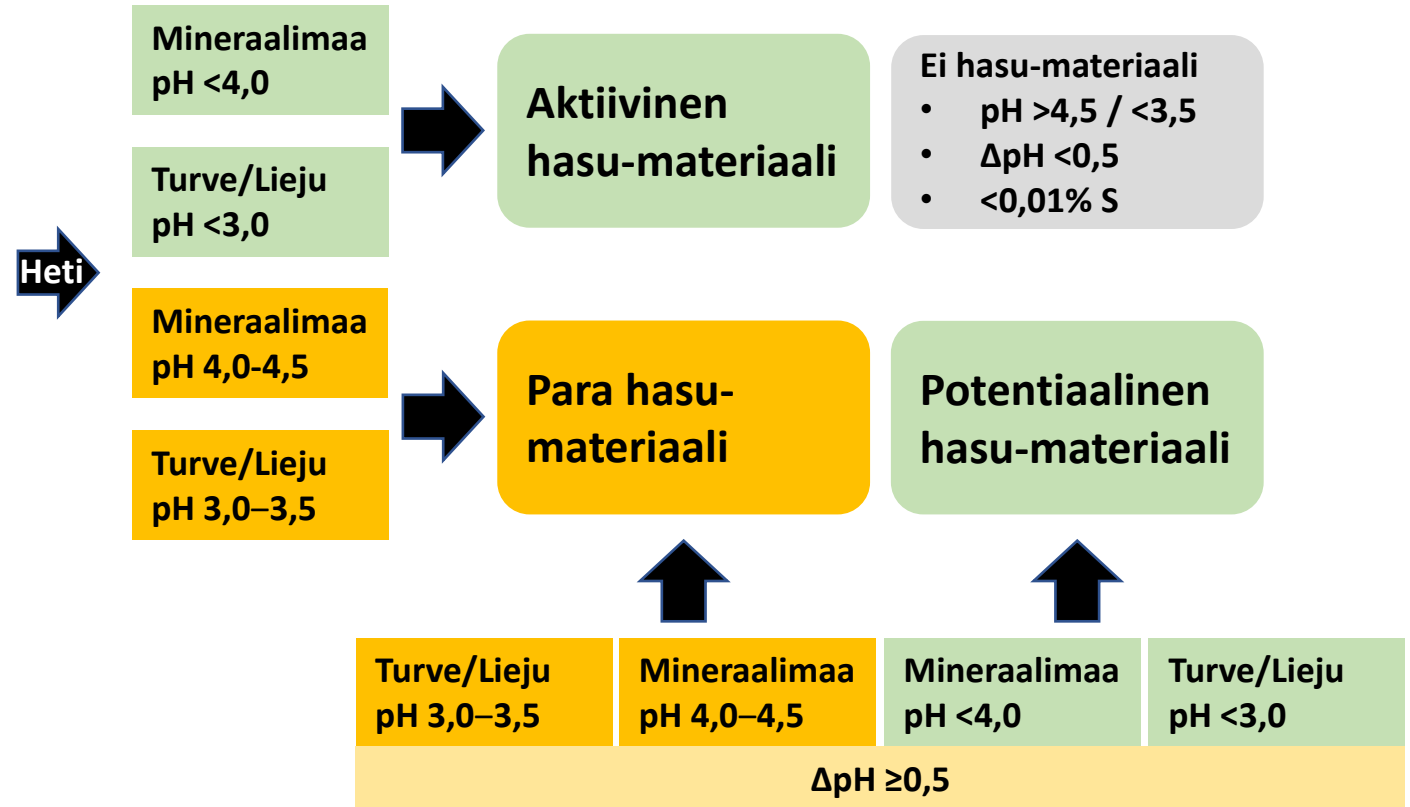 Mineraalimaa
pH <4,0
Turve/Lieju
pH <3,0
Heti
Mineraalimaa
pH 4,0-4,5
Turve/Lieju
pH 3,0–3,5
Aktiivinen
hasu-materiaali
Ei hasu-materiaali
• pH >4,5 / <3,5
• ΔpH <0,5
• <0,01% S
Para hasu-
materiaali
Potentiaalinen
hasu-materiaali
Turve/Lieju
pH 3,0–3,5
Mineraalimaa
pH 4,0–4,5
Mineraalimaa
pH <4,0
Turve/Lieju
pH <3,0
ΔpH ≥0,5